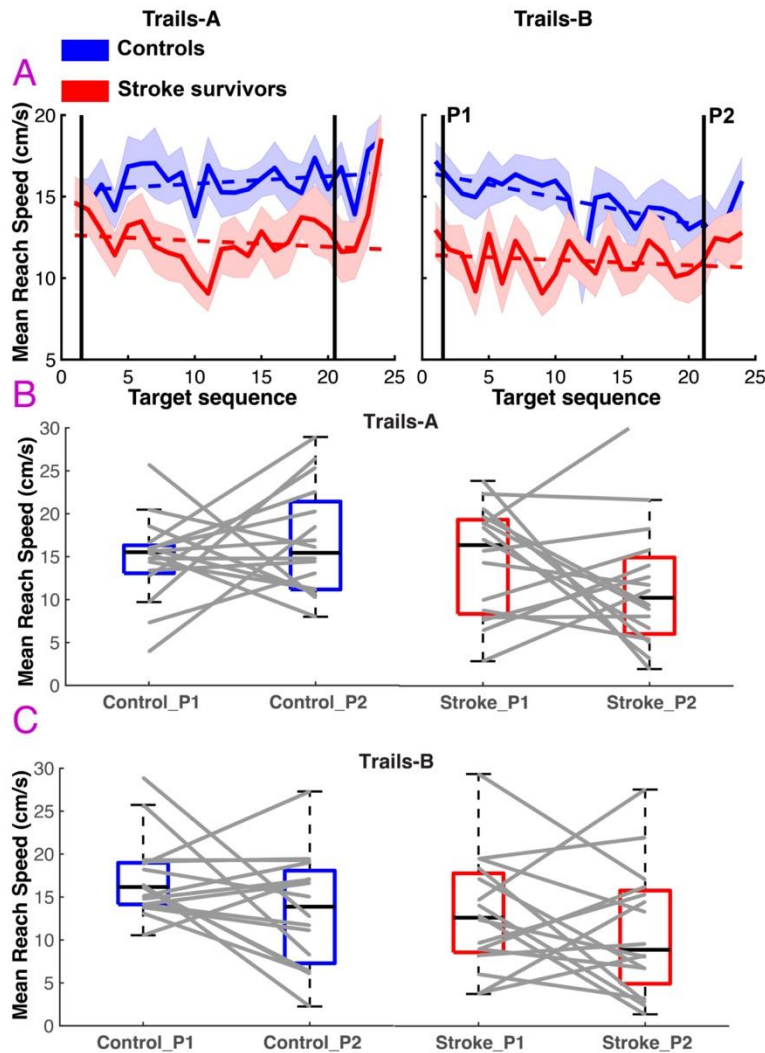 Trails-A Trails-B
Controls
Stroke survivors
A
Mean Reach Speed (cm/s)
20
15
10
5
0 5 10 15 20 25
Target sequence
P1 P2
0 5 10 15 20 25
Target sequence
B
Trails-A
Mean Reach Speed (cm/s)
30
25
20
15
10
5
0
Control_P1 Control_P2 Stroke_P1 Stroke_P2
C
Trails-B
Mean Reach Speed (cm/s)
30
25
20
15
10
5
0
Control_P1 Control_P2 Stroke_P1 Stroke_P2